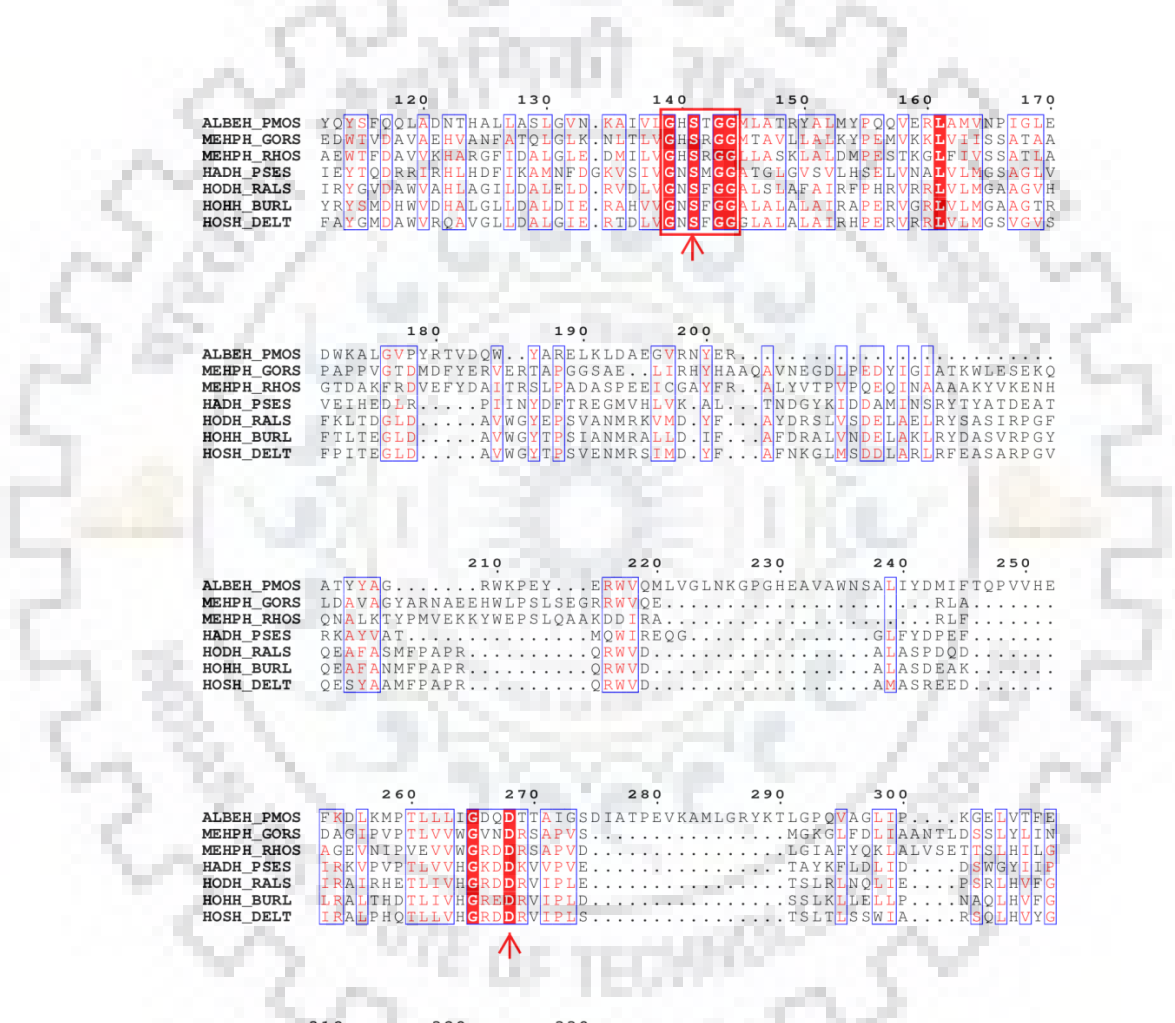 120 130 140 150 160 170
ALBEH_PMOS YQYSFQQLADNTHALLASLGVN.KAIVLGHSTGGMLATRYALMYPQQVERLAMVNPIGLE
MEHPH_GORS EDWTVDAVAEHVANFATQLGLK.NLTLVGHSRGGMTAVLLALKYPEMVKKLVIISSATAA
MEHPH_RHOS AEWTFDAVVKHARGFIDALGLE.DMILVGHSRGGLLASKLALDMPESTKGLFIVSSATLA
HADH_PSES IEYTQDRRIRHLHDFIKAMNFDGKVSIVGNSMGGATGLGVSVLHSELVNALVLMGSAGLV
HODH_RALS IRYGVDAWVAHLAGILDALELD.RVDLVGNSFGGALSLAFAIRFPHRVRRLVLMGAAGVH
HOHH_BURL YRYSMDHWVDHALGLLDALDIE.RAHVVGNSFGGALALALAIRAPERVGRLVLMGAAGTR
HOSH_DELT FAYGMDAWVRQAVGLLDALGIE.RTDLVGNSFGGGLALALAIRHPERVRRLVLMGSVGVS
180 190 200
ALBEH_PMOS DWKALGVPYRTVDQW..YARELKLDAEGVRNYER..........................
MEHPH_GORS PAPPVGTDMDFYERVERTAPGGSAE..LIRHYHAAQAVNEGDLPEDYIGIATKWLESEKQ
MEHPH_RHOS GTDAKFRDVEFYDAITRSLPADASPEEICGAYFR..ALYVTPVPQEQINAAAAKYVKENH
HADH_PSES VEIHEDLR.....PIINYDFTREGMVHLVK.AL...TNDGYKIDDAMINSRYTYATDEAT
HODH_RALS FKLTDGLD.....AVWGYEPSVANMRKVMD.YF...AYDRSLVSDELAELRYSASIRPGF
HOHH_BURL FTLTEGLD.....AVWGYTPSIANMRALLD.IF...AFDRALVNDELAKLRYDASVRPGY
HOSH_DELT FPITEGLD.....AVWGYTPSVENMRSIMD.YF...AFNKGLMSDDLARLRFEASARPGV
210 220 230 240 250
ALBEH_PMOS ATYYAG.......RWKPEY...ERWVQMLVGLNKGPGHEAVAWNSALIYDMIFTQPVVHE
MEHPH_GORS LDAVAGYARNAEEHWLPSLSEGRRWVQE......................RLA.......
MEHPH_RHOS QNALKTYPMVEKKYWEPSLQAAKDDIRA......................RLF.......
HADH_PSES RKAYVAT...............MQWIREQG...............GLFYDPEF.......
HODH_RALS QEAFASMFPAPR..........QRWVD..................ALASPDQD.......
HOHH_BURL QEAFANMFPAPR..........QRWVD..................ALASDEAK.......
HOSH_DELT QESYAAMFPAPR..........QRWVD..................AMASREED.......
260 270 280 290 300
ALBEH_PMOS FKDLKMPTLLLIGDQDTTAIGSDIATPEVKAMLGRYKTLGPQVAGLIP....KGELVTFE
MEHPH_GORS DAGLPVPTLVVWGVNDRSAPVS................MGKGLFDLIAANTLDSSLYLIN
MEHPH_RHOS AGEVNIPVEVVWGRDDRSAPVD................LGIAFYQKLALVSETTSLHILG
HADH_PSES IRKVPVPTLVVHGRDDKVVPVE................TAYKFLDLID....DSWGYIIP
HODH_RALS IRAIRHETLIVHGRDDRVIPLE................TSLRLNQLIE....PSRLHVFG
HOHH_BURL LRALTHDTLIVHGREDRVIPLD................SSLKLLELLP....NAQLHVFG
HOSH_DELT IRALPHQTLLVHGRDDRVIPLS................TSLTLSSWIA....RSQLHVYG